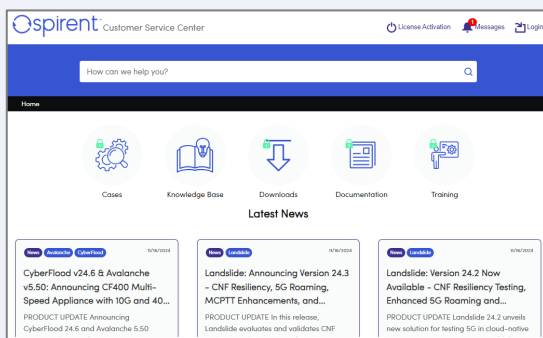 spirent Customer Service Center
License Activation
1
Messages
Login
How can we help you?
Home
Cases
Knowledge Base
Downloads
Documentation
Training
Latest News
News Avalanche CyberFlood 11/16/2024
CyberFlood v24.6 & Avalanche
v5.50: Announcing CF400 Multi-
Speed Appliance with 10G and 40...
PRODUCT UPDATE Announcing
CyberFlood 24.6 and Avalanche 5.50
News Landslide 11/16/2024
Landslide: Announcing Version 24.3
- CNF Resiliency, 5G Roaming,
MCPTT Enhancements, and...
PRODUCT UPDATE In this release,
Landslide evaluates and validates CNF
News Landslide 11/16/2024
Landslide: Version 24.2 Now
Available - CNF Resiliency Testing,
Enhanced 5G Roaming and...
PRODUCT UPDATE Landslide 24.2 unveils
new solution for testing 5G in cloud-native